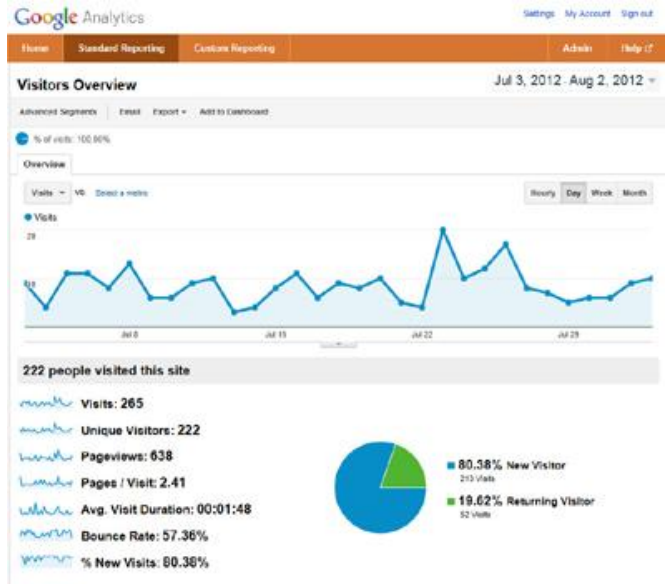 Google Analytics
Settings My Account Sign out
Home Standard Reporting Custom Reporting Admin Help
Visitors Overview
Jul 3, 2012 - Aug 2, 2012
Advanced Segments Email Export Add to Dashboard
% of visits: 100.00%
Overview
Visits VS. Select a metric
Hourly Day Week Month
Visits
20
10
Jul 8 Jul 15 Jul 22 Jul 29
222 people visited this site
Visits: 265
Unique Visitors: 222
Pageviews: 638
Pages / Visit: 2.41
Avg. Visit Duration: 00:01:48
Bounce Rate: 57.36%
% New Visits: 80.38%
80.38% New Visitor
213 Visits
19.62% Returning Visitor
52 Visits